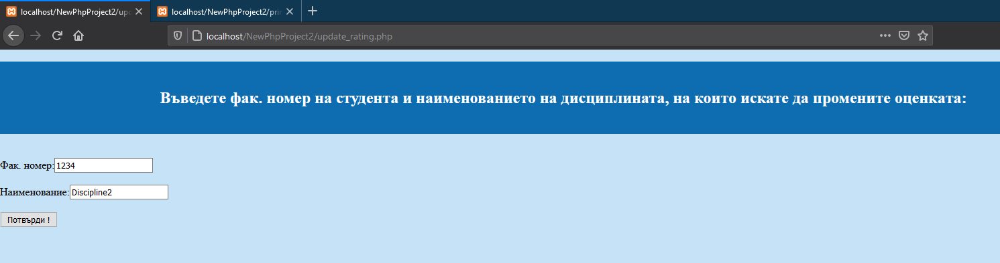 localhost/NewPhpProject2/upd
localhost/NewPhpProject2/prin
localhost/NewPhpProject2/update_rating.php
Въведете фак. номер на студента и наименованието на дисциплината, на които искате да промените оценката:
Фак. номер:1234
Наименование:Discipline2
Потвърди !